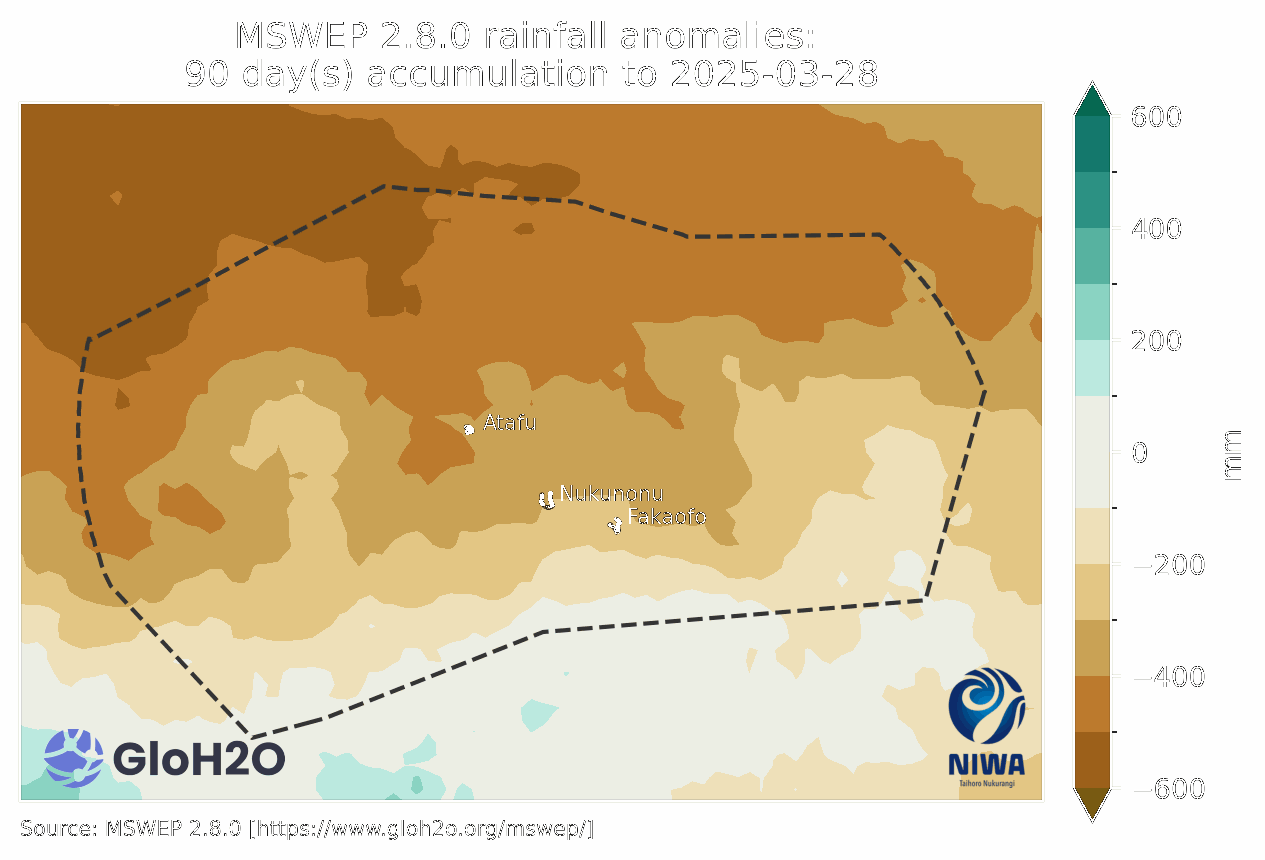 MSWEP 2.8.0 rainfall anomalies:
90 day(s) accumulation to 2025-03-28
600
400
200
0
−200
−400
−600
mm
Atafu
Nukunonu
Fakaofo
GloH2O
NIWA
Taihoro Nukurangi
Source: MSWEP 2.8.0 [https://www.gloh2o.org/mswep/]